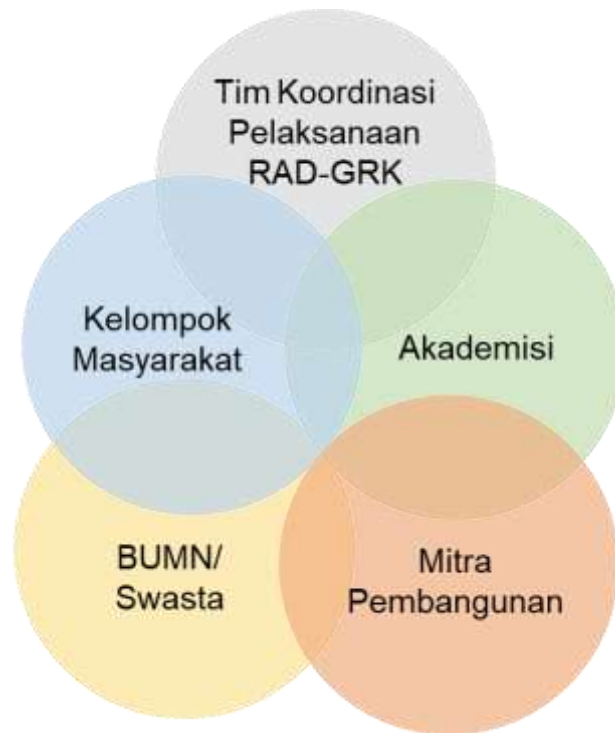 Tim Koordinasi
Pelaksanaan
RAD-GRK
Kelompok
Masyarakat
Akademisi
BUMN/
Swasta
Mitra
Pembangunan